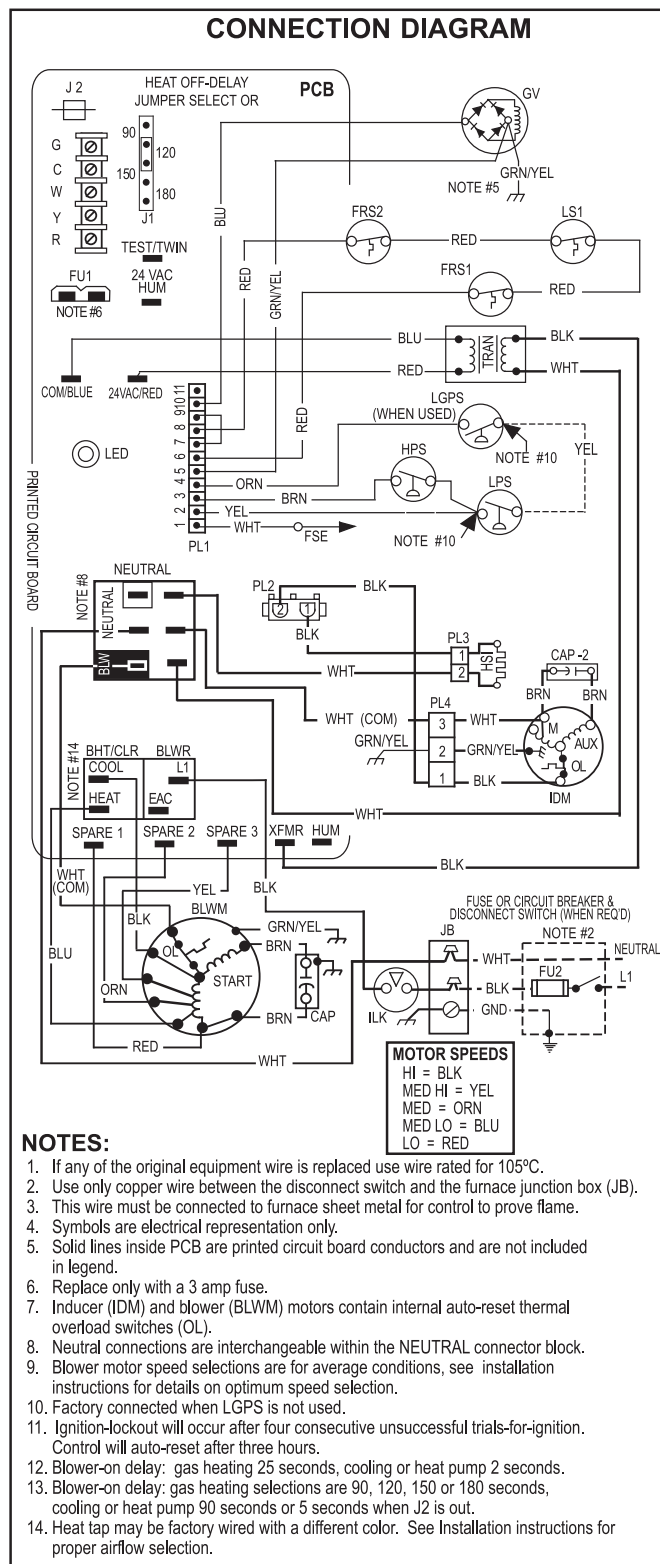 CONNECTION DIAGRAM
J 2
HEAT OFF-DELAY
JUMPER SELECT OR
PCB
90
120
150
180
J1
G
C
W
Y
R
TEST/TWIN
24 VAC
HUM
FU1
NOTE #6
COM/BLUE
24VAC/RED
LED
PRINTED CIRCUIT BOARD
BLU
RED
GRN/YEL
RED
GV
GRN/YEL
NOTE #5
FRS2
RED
LS1
FRS1
RED
BLU
RED
TRAN
BLK
WHT
11
10
9
8
7
6
5
4
3
2
1
PL1
LGPS
(WHEN USED)
NOTE #10
YEL
ORN
HPS
BRN
LPS
YEL
NOTE #10
WHT
FSE
NOTE #8
NEUTRAL
NEUTRAL
BLW
PL2
2
1
BLK
BLK
PL3
1
2
HSI
WHT
CAP -2
BRN
BRN
PL4
WHT (COM)
3
WHT
GRN/YEL
2
GRN/YEL
1
BLK
M
AUX
OL
IDM
WHT
NOTE #14
BHT/CLR
BLWR
COOL
L1
HEAT
EAC
SPARE 1
SPARE 2
SPARE 3
XFMR
HUM
BLK
WHT
(COM)
YEL
BLK
BLK
BLWM
GRN/YEL
BRN
BLU
OL
START
ORN
BRN
CAP
RED
WHT
FUSE OR CIRCUIT BREAKER &
DISCONNECT SWITCH (WHEN REQ'D)
JB
NOTE #2
WHT
NEUTRAL
BLK
FU2
L1
GND
ILK
MOTOR SPEEDS
HI = BLK
MED HI = YEL
MED = ORN
MED LO = BLU
LO = RED
NOTES:
1. If any of the original equipment wire is replaced use wire rated for 105ºC.
2. Use only copper wire between the disconnect switch and the furnace junction box (JB).
3. This wire must be connected to furnace sheet metal for control to prove flame.
4. Symbols are electrical representation only.
5. Solid lines inside PCB are printed circuit board conductors and are not included
in legend.
6. Replace only with a 3 amp fuse.
7. Inducer (IDM) and blower (BLWM) motors contain internal auto-reset thermal
overload switches (OL).
8. Neutral connections are interchangeable within the NEUTRAL connector block.
9. Blower motor speed selections are for average conditions, see installation
instructions for details on optimum speed selection.
10. Factory connected when LGPS is not used.
11. Ignition-lockout will occur after four consecutive unsuccessful trials-for-ignition.
Control will auto-reset after three hours.
12. Blower-on delay: gas heating 25 seconds, cooling or heat pump 2 seconds.
13. Blower-on delay: gas heating selections are 90, 120, 150 or 180 seconds,
cooling or heat pump 90 seconds or 5 seconds when J2 is out.
14. Heat tap may be factory wired with a different color. See Installation instructions for
proper airflow selection.